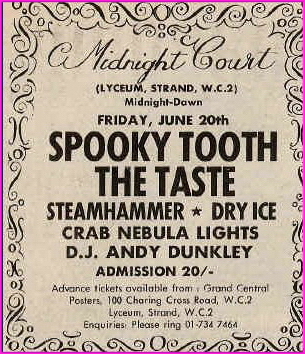 Midnight Court
(LYCEUM, STRAND, W.C.2)
Midnight-Dawn
FRIDAY, JUNE 20th
SPOOKY TOOTH
THE TASTE
STEAMHAMMER ★ DRY ICE
CRAB NEBULA LIGHTS
D.J. ANDY DUNKLEY
ADMISSION 20/-
Advance tickets available from : Grand Central
Posters, 100 Charing Cross Road, W.C.2
Lyceum, Strand, W.C.2
Enquiries: Please ring 01-734 7464